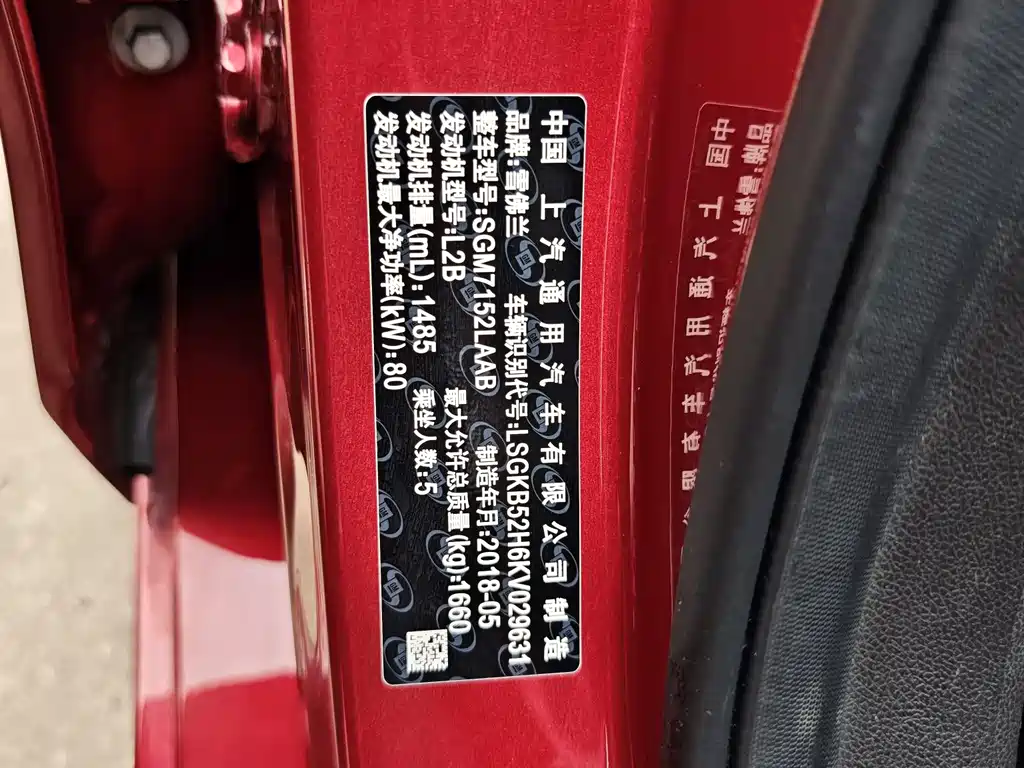 中国 上汽通用汽车有限公司制造
品牌:雪佛兰 车辆识别代号:LSGKB52H6KV029631
整车型号:SGM7152LAAB 制造年月:2018-05
发动机型号:L2B 最大允许总质量(kg):1660
发动机排量(mL):1485 乘坐人数:5
发动机最大净功率(kW):80